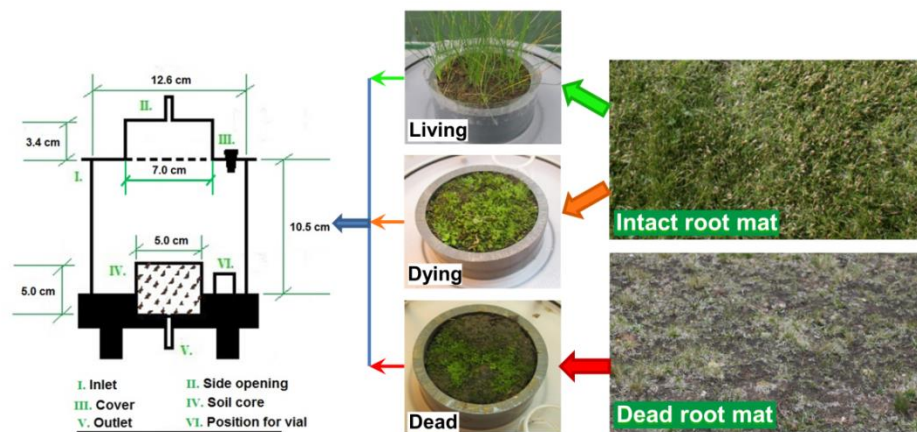 12.6 cm
II.
III.
3.4 cm
I.
7.0 cm
10.5 cm
5.0 cm
IV.
VI.
5.0 cm
V.
I. Inlet
II. Side opening
III. Cover
IV. Soil core
V. Outlet
VI. Position for vial
Living
Dying
Dead
Intact root mat
Dead root mat